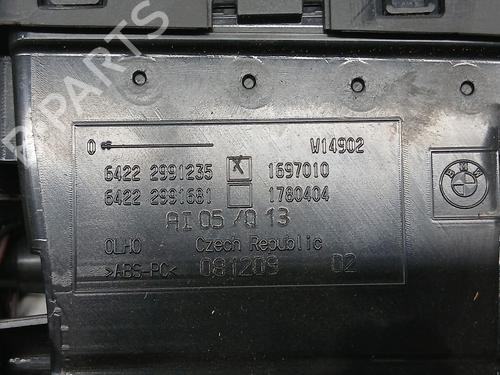 B-PARTS
0 W14902
6422 2991235 X 1697010
6422 2991681 1780404
AI 05 /Q 13
OLHO Czech Republic
>ABS-PC< 081209 02
BMW